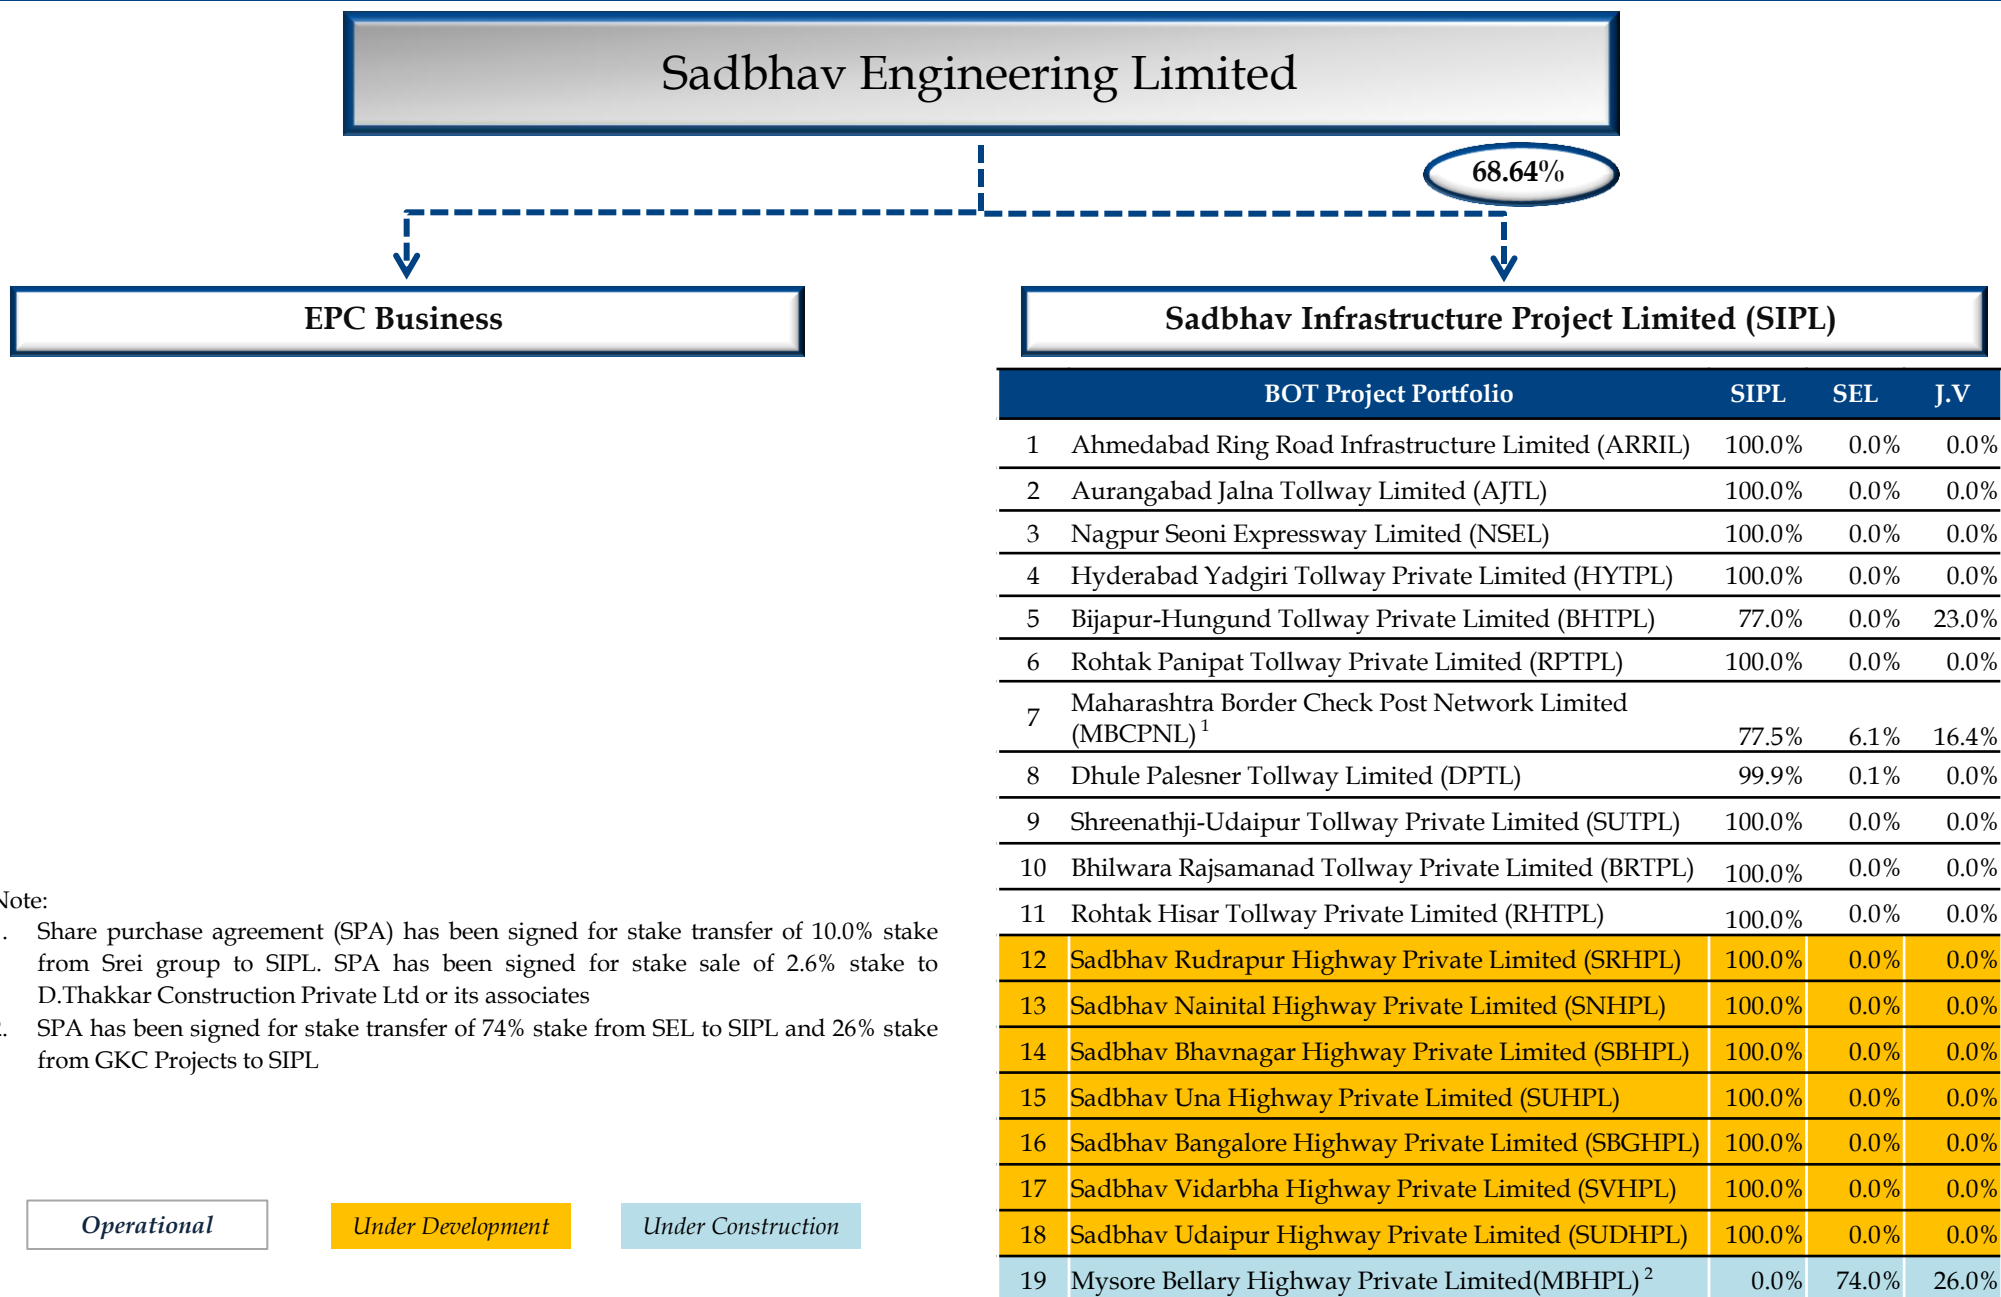 Sadbhav Engineering Limited
68.64%
EPC Business
Sadbhav Infrastructure Project Limited (SIPL)
BOT Project Portfolio SIPL SEL J.V
1 Ahmedabad Ring Road Infrastructure Limited (ARRIL) 100.0% 0.0% 0.0%
2 Aurangabad Jalna Tollway Limited (AJTL) 100.0% 0.0% 0.0%
3 Nagpur Seoni Expressway Limited (NSEL) 100.0% 0.0% 0.0%
4 Hyderabad Yadgiri Tollway Private Limited (HYTPL) 100.0% 0.0% 0.0%
5 Bijapur-Hungund Tollway Private Limited (BHTPL) 77.0% 0.0% 23.0%
6 Rohtak Panipat Tollway Private Limited (RPTPL) 100.0% 0.0% 0.0%
7 Maharashtra Border Check Post Network Limited
(MBCPNL) 1 77.5% 6.1% 16.4%
8 Dhule Palesner Tollway Limited (DPTL) 99.9% 0.1% 0.0%
9 Shreenathji-Udaipur Tollway Private Limited (SUTPL) 100.0% 0.0% 0.0%
10 Bhilwara Rajsamanad Tollway Private Limited (BRTPL) 100.0% 0.0% 0.0%
11 Rohtak Hisar Tollway Private Limited (RHTPL) 100.0% 0.0% 0.0%
12 Sadbhav Rudrapur Highway Private Limited (SRHPL) 100.0% 0.0% 0.0%
13 Sadbhav Nainital Highway Private Limited (SNHPL) 100.0% 0.0% 0.0%
14 Sadbhav Bhavnagar Highway Private Limited (SBHPL) 100.0% 0.0% 0.0%
15 Sadbhav Una Highway Private Limited (SUHPL) 100.0% 0.0% 0.0%
16 Sadbhav Bangalore Highway Private Limited (SBGHPL) 100.0% 0.0% 0.0%
17 Sadbhav Vidarbha Highway Private Limited (SVHPL) 100.0% 0.0% 0.0%
18 Sadbhav Udaipur Highway Private Limited (SUDHPL) 100.0% 0.0% 0.0%
19 Mysore Bellary Highway Private Limited(MBHPL) 2 0.0% 74.0% 26.0%
Note:
. Share purchase agreement (SPA) has been signed for stake transfer of 10.0% stake
from Srei group to SIPL. SPA has been signed for stake sale of 2.6% stake to
D.Thakkar Construction Private Ltd or its associates
2. SPA has been signed for stake transfer of 74% stake from SEL to SIPL and 26% stake
from GKC Projects to SIPL
Operational
Under Development
Under Construction